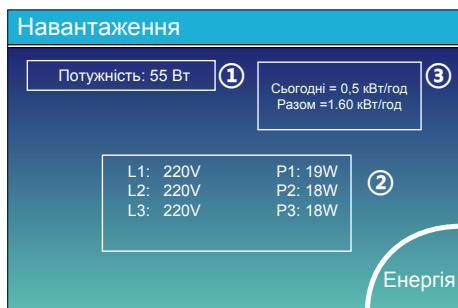 Навантаження
Потужність: 55 Вт ①
Сьогодні = 0,5 кВт/год ③
Разом =1.60 кВт/год
L1: 220V P1: 19W
L2: 220V P2: 18W ②
L3: 220V P3: 18W
Енергія